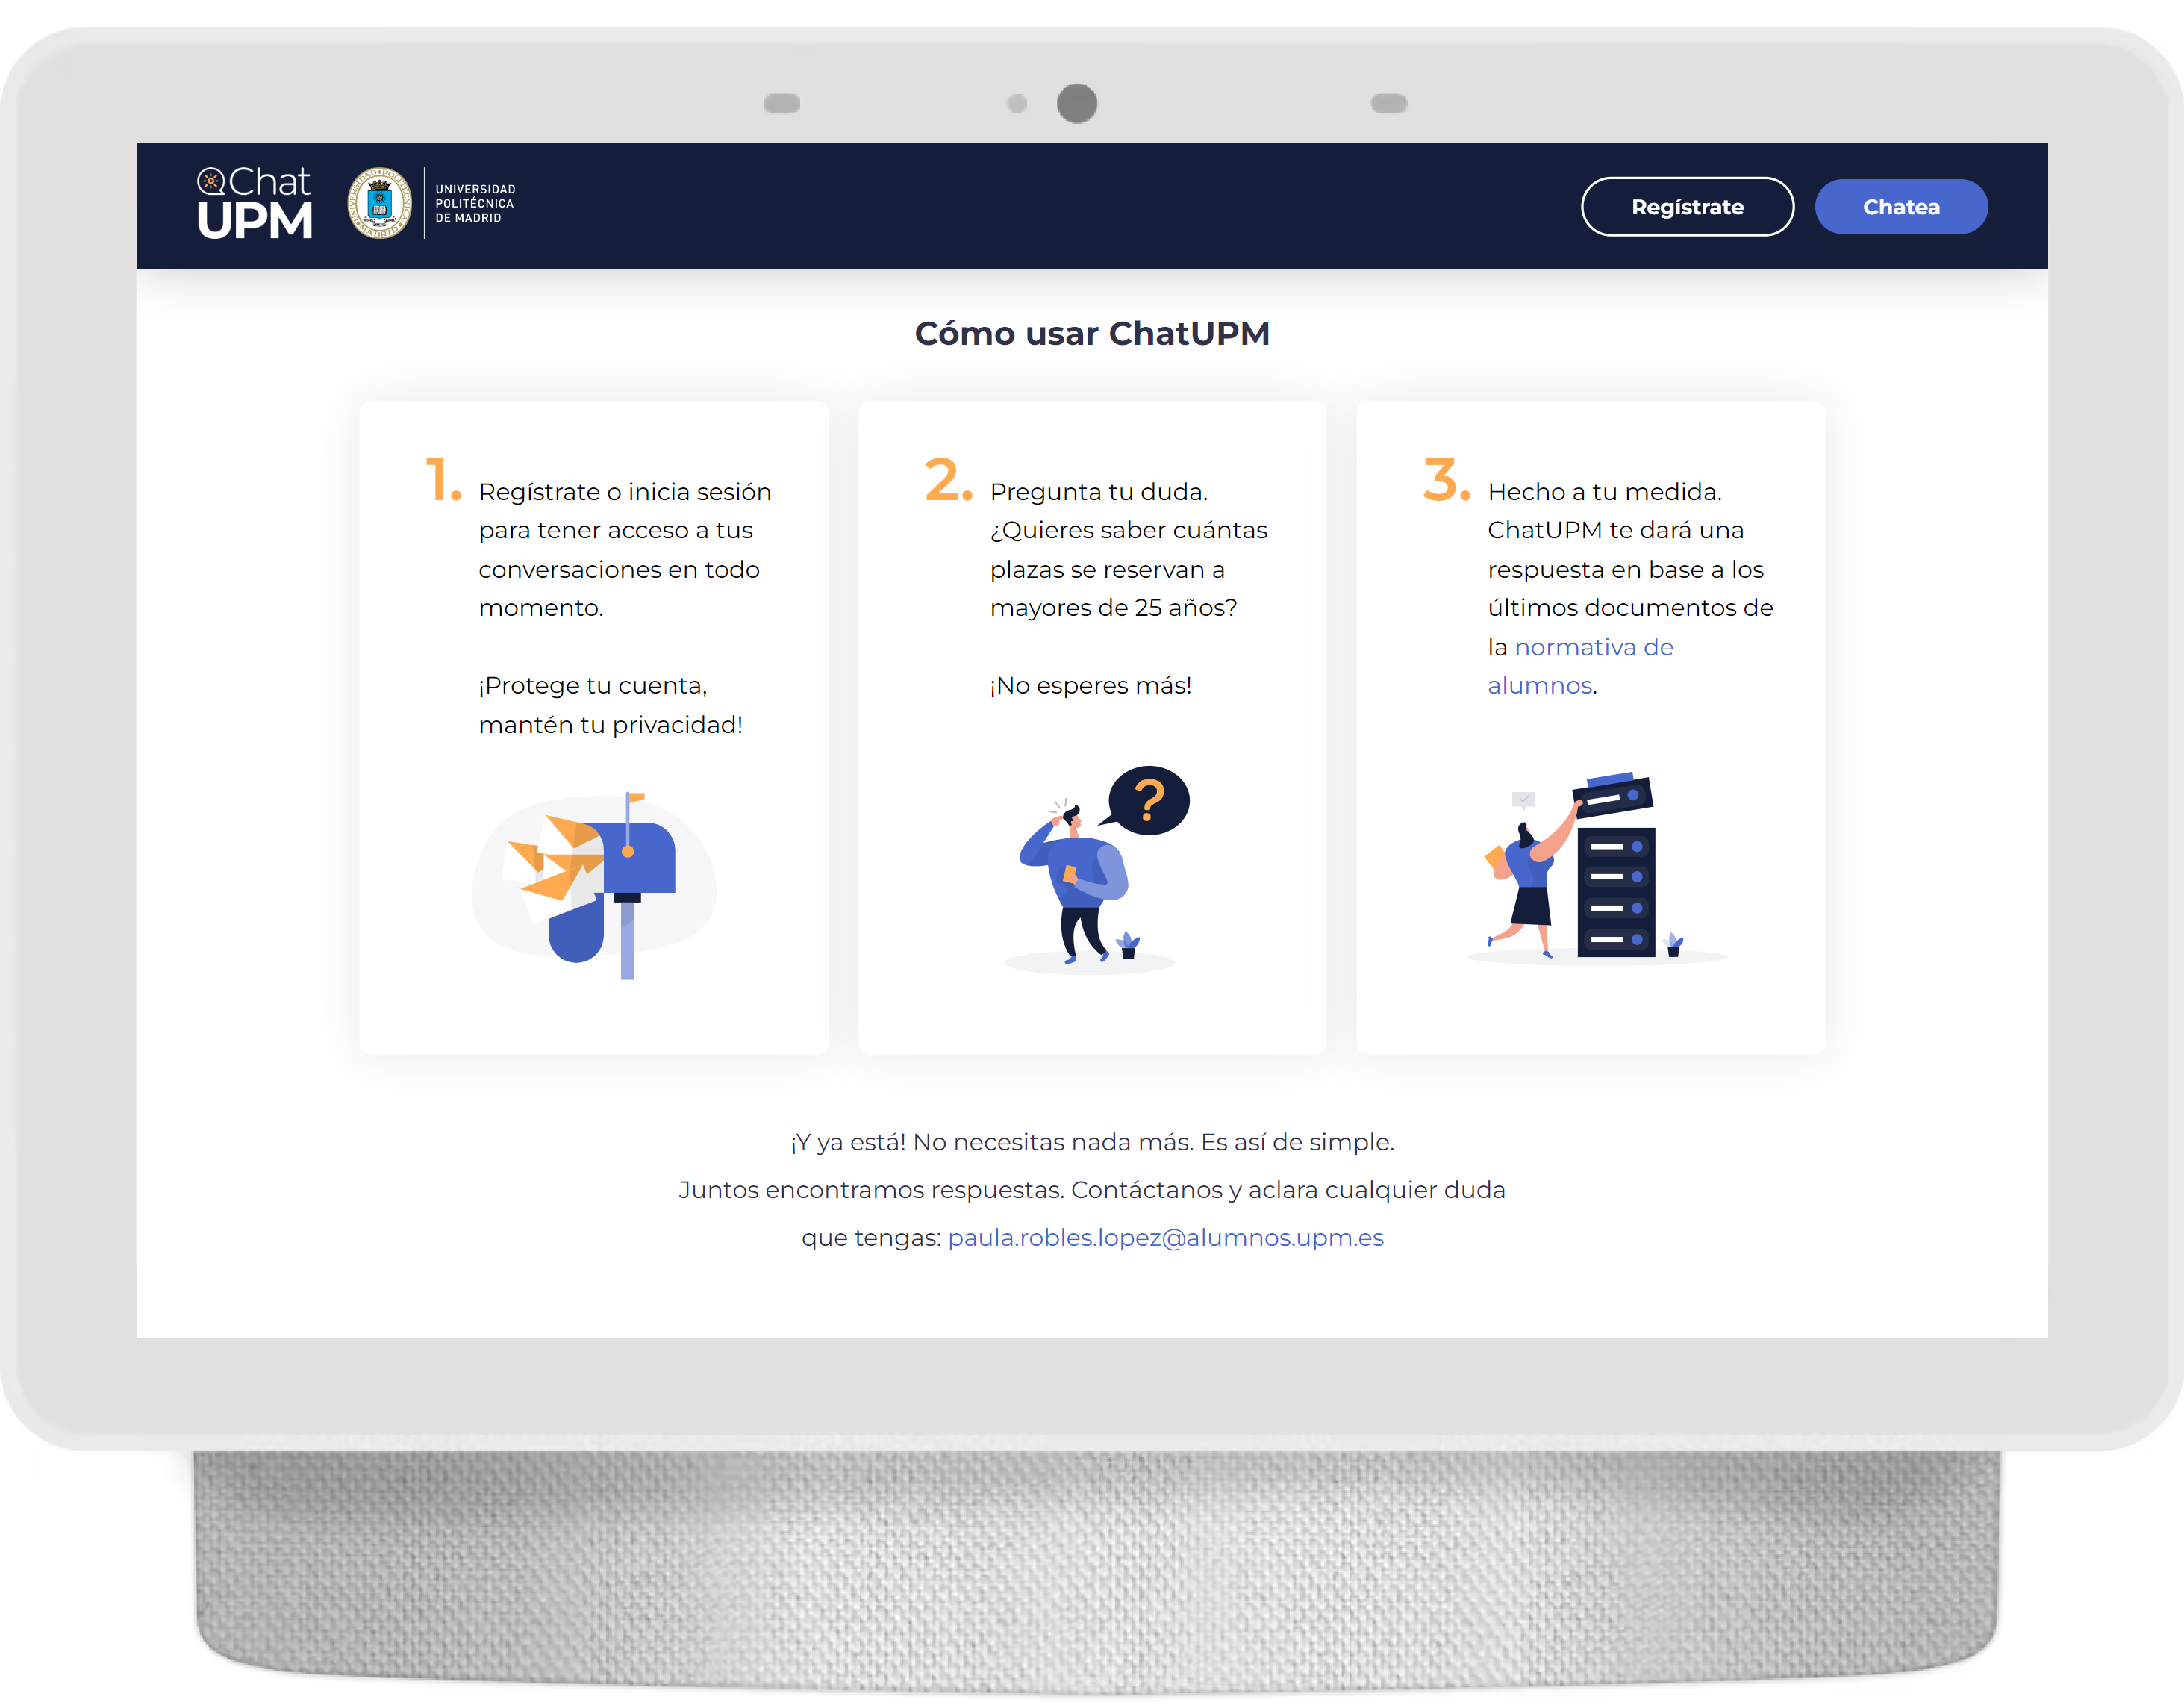 Chat
UPM
UNIVERSIDAD
POLITÉCNICA
DE MADRID
Regístrate
Chatea
Cómo usar ChatUPM
1. Regístrate o inicia sesión
para tener acceso a tus
conversaciones en todo
momento.
¡Protege tu cuenta,
mantén tu privacidad!
2. Pregunta tu duda.
¿Quieres saber cuántas
plazas se reservan a
mayores de 25 años?
¡No esperes más!
?
3. Hecho a tu medida.
ChatUPM te dará una
respuesta en base a los
últimos documentos de
la normativa de
alumnos.
¡Y ya está! No necesitas nada más. Es así de simple.
Juntos encontramos respuestas. Contáctanos y aclara cualquier duda
que tengas: paula.robles.lopez@alumnos.upm.es